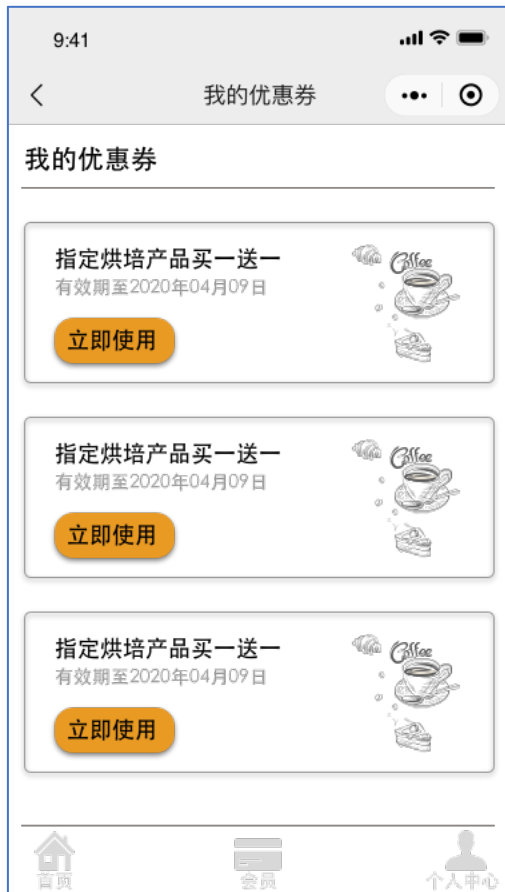 9:41
我的优惠券
我的优惠券
指定烘培产品买一送一
有效期至2020年04月09日
Coffee
立即使用
指定烘培产品买一送一
有效期至2020年04月09日
Coffee
立即使用
指定烘培产品买一送一
有效期至2020年04月09日
Coffee
立即使用
首页
会员
个人中心